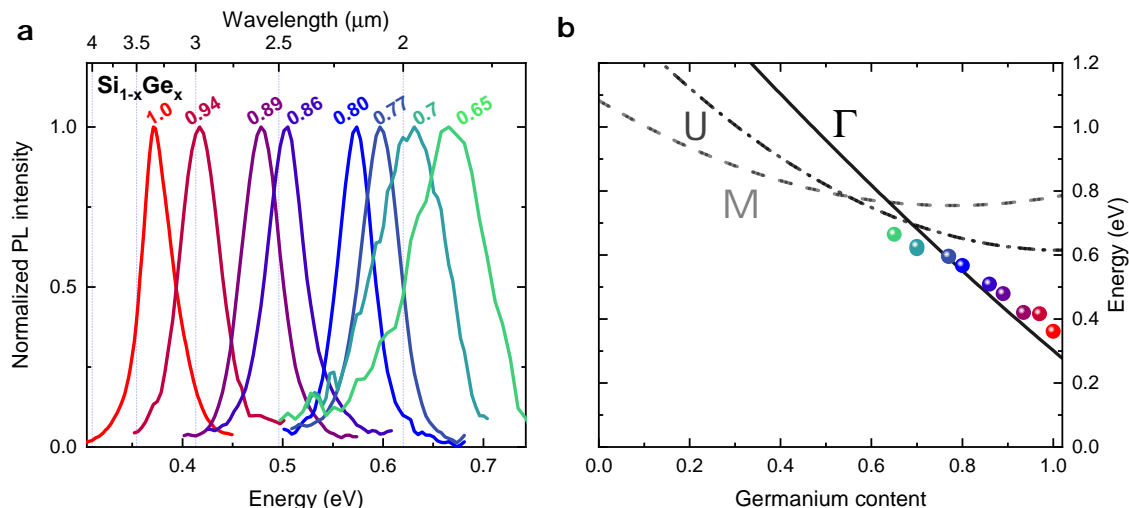 a
Wavelength (μm)
4 3.5 3 2.5 2
Si1-xGex
1.0 0.94 0.89 0.86 0.80 0.77 0.7 0.65
Normalized PL intensity
1.0
0.5
0.0
0.4 0.5 0.6 0.7
Energy (eV)
b
U
M
Γ
1.2
1.0
0.8
0.6
0.4
0.2
0.0
Energy (eV)
0.0 0.2 0.4 0.6 0.8 1.0
Germanium content